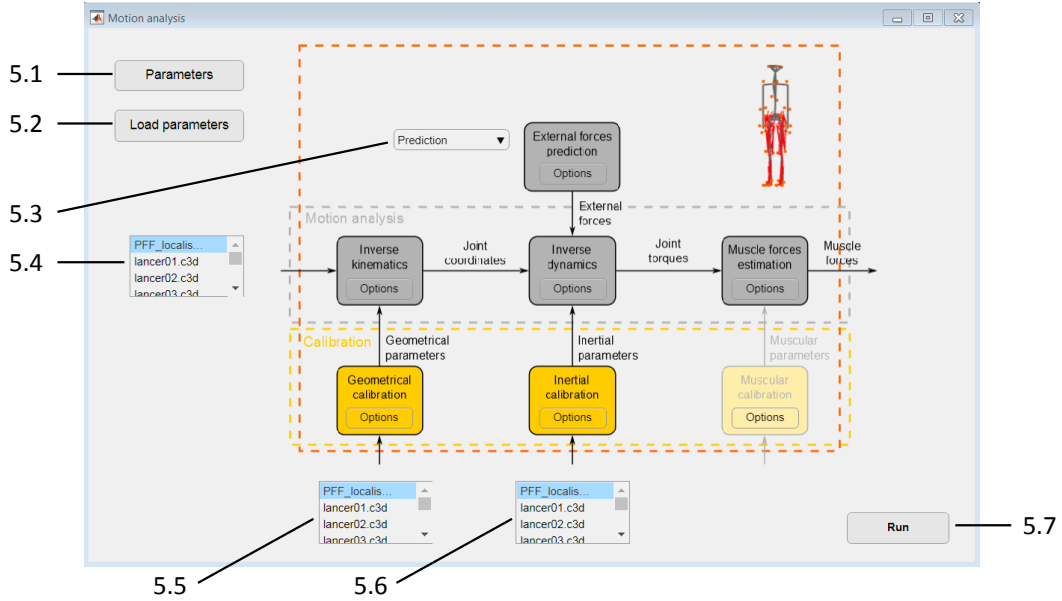 Motion analysis
5.1
Parameters
5.2
Load parameters
Prediction
External forces
prediction
Options
5.3
External
forces
Motion analysis
5.4
PFF_localis...
lancer01.c3d
lancer02.c3d
lancer03.c3d
Inverse
kinematics
Options
Joint
coordinates
Inverse
dynamics
Options
Joint
torques
Muscle forces
estimation
Options
Muscle
forces
Calibration
Geometrical
parameters
Inertial
parameters
Muscular
parameters
Geometrical
calibration
Options
Inertial
calibration
Options
Muscular
calibration
Options
PFF_localis...
lancer01.c3d
lancer02.c3d
lancer03.c3d
PFF_localis...
lancer01.c3d
lancer02.c3d
lancer03.c3d
Run
5.7
5.5
5.6